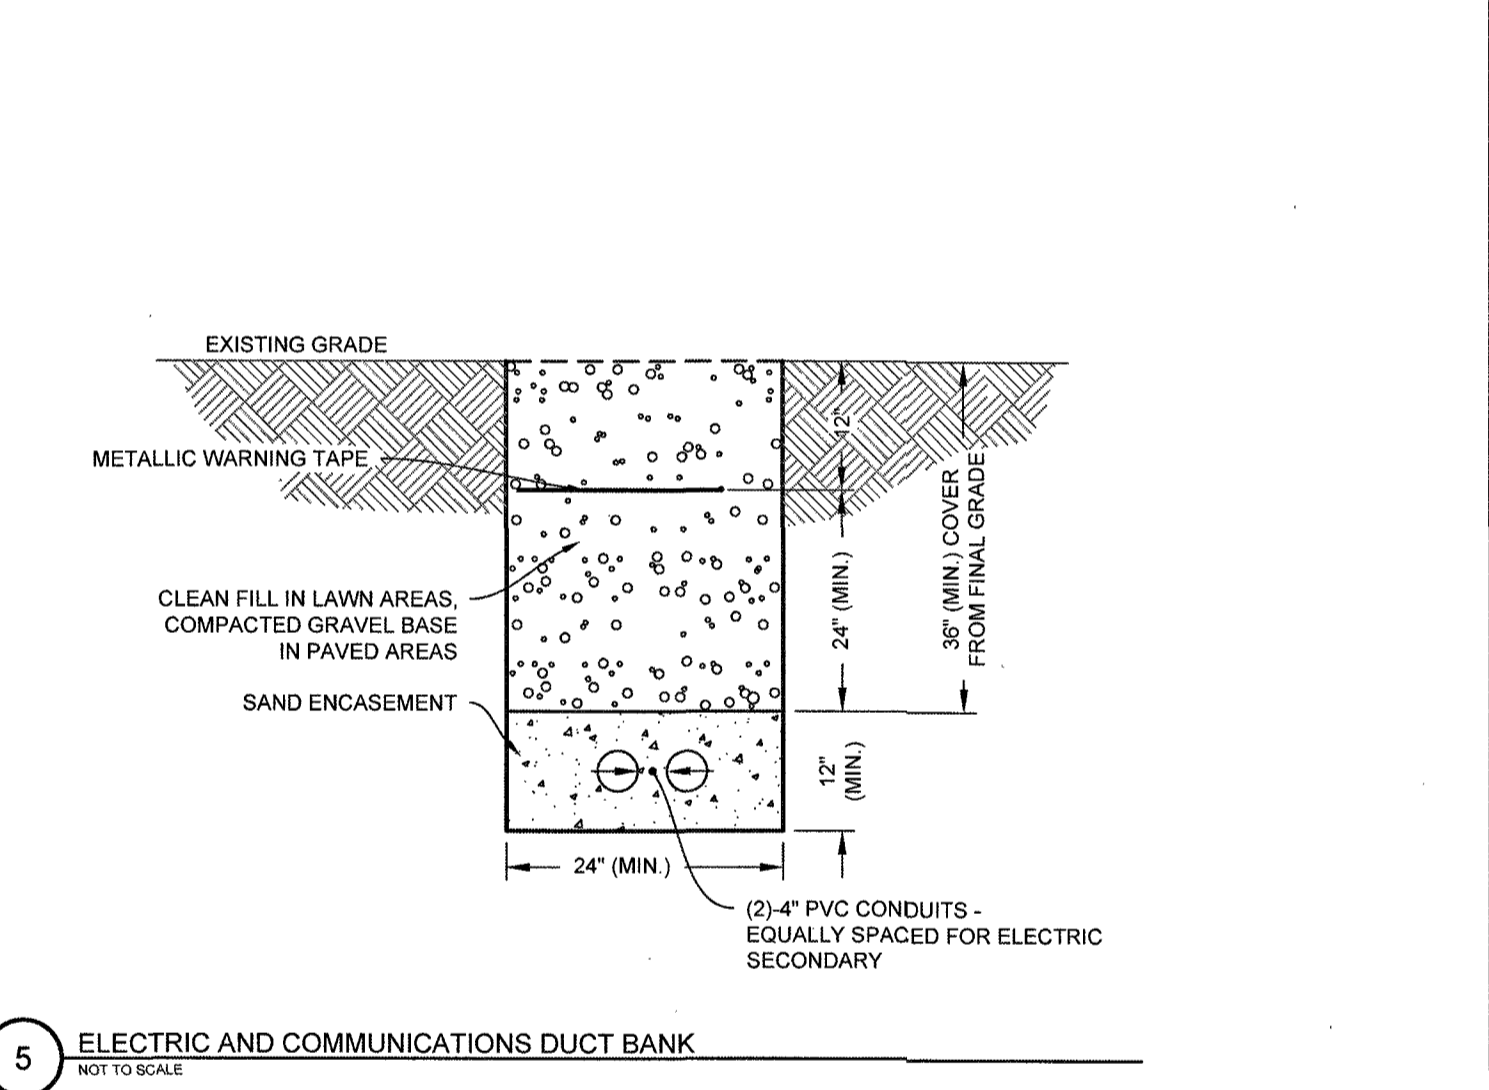 EXISTING GRADE
12"
METALLIC WARNING TAPE
36" (MIN.) COVER
FROM FINAL GRADE
24" (MIN.)
CLEAN FILL IN LAWN AREAS,
COMPACTED GRAVEL BASE
IN PAVED AREAS
SAND ENCASEMENT
12"
(MIN.)
24" (MIN.)
(2)-4" PVC CONDUITS -
EQUALLY SPACED FOR ELECTRIC
SECONDARY
5
ELECTRIC AND COMMUNICATIONS DUCT BANK
NOT TO SCALE